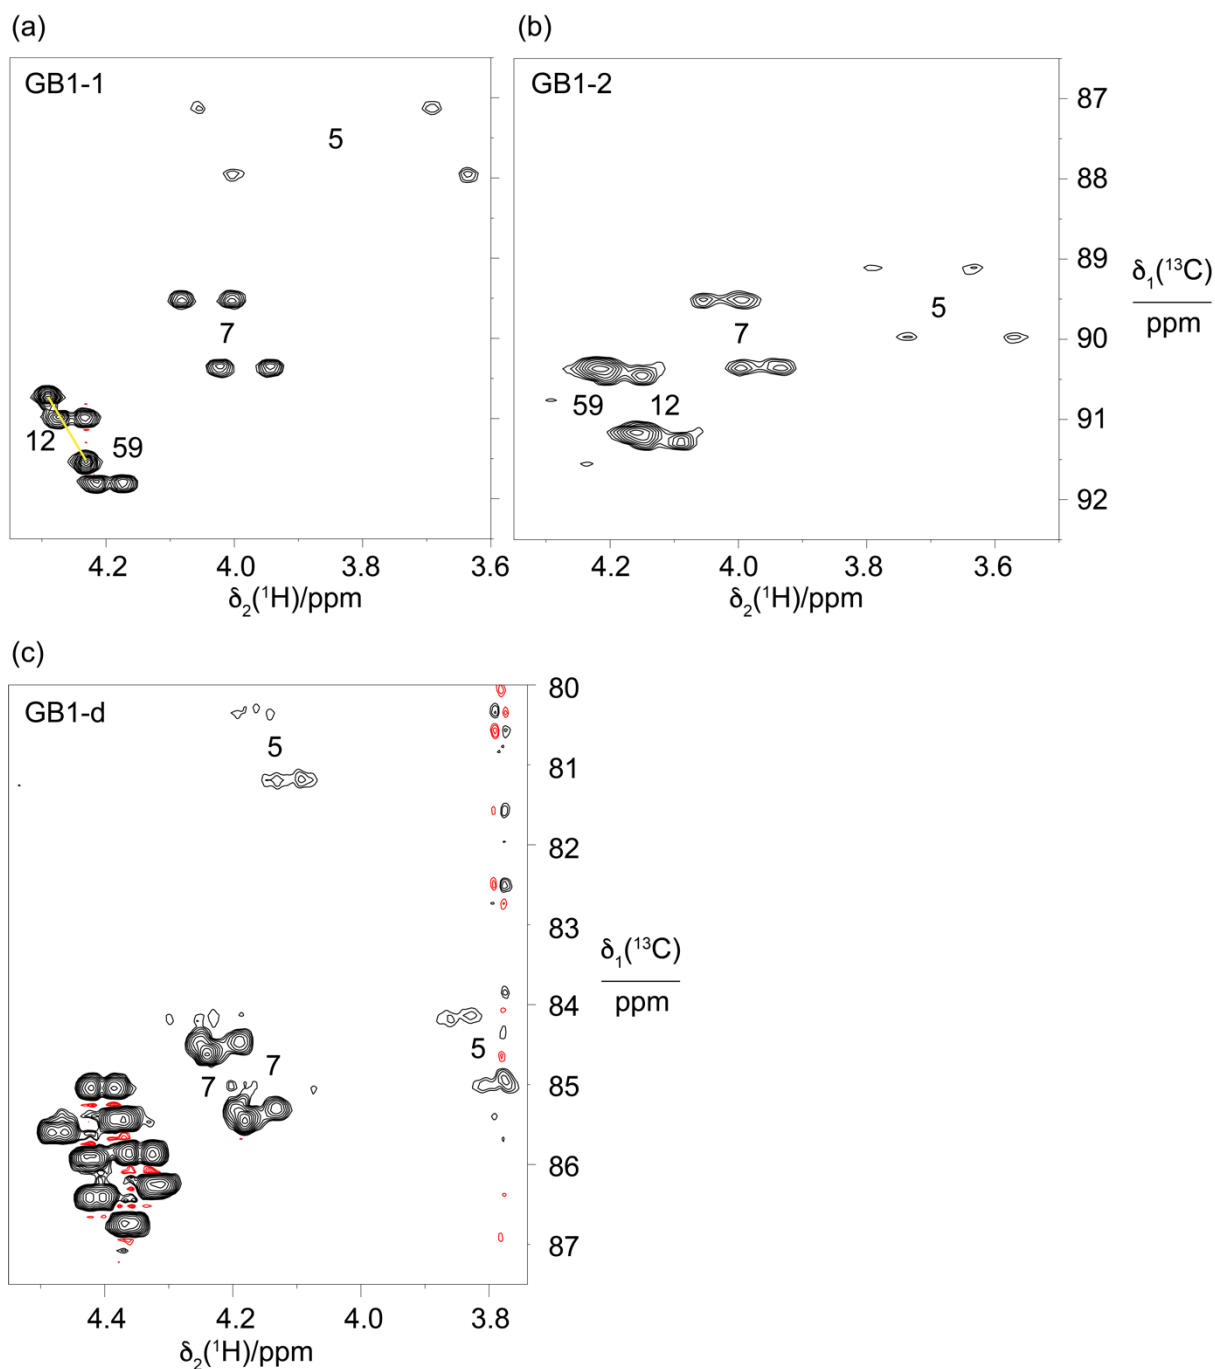 (a)
GB1-1
5
7
12
59
4.2 4.0 3.8 3.6
δ₂(¹H)/ppm
(b)
GB1-2
5
7
59 12
87
88
89
90
91
92
δ₁(¹³C)
ppm
4.2 4.0 3.8 3.6
δ₂(¹H)/ppm
(c)
GB1-d
5
7
7
5
80
81
82
83
84
85
86
87
δ₁(¹³C)
ppm
4.4 4.2 4.0 3.8
δ₂(¹H)/ppm